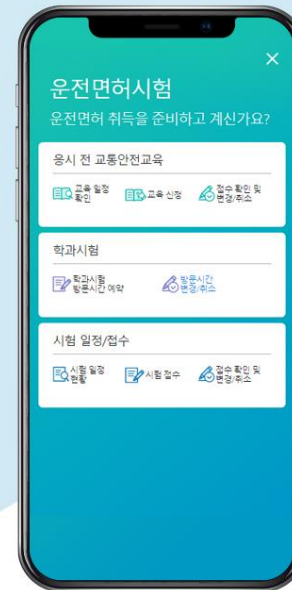 운전면허시험
운전면허 취득을 준비하고 계신가요?
응시 전 교통안전교육
교육 일정
확인
교육 신청
접수 확인 및
변경/취소
학과시험
학과시험
방문시간 예약
방문시간
변경/취소
시험 일정/접수
시험 일정
현황
시험 접수
접수 확인 및
변경/취소